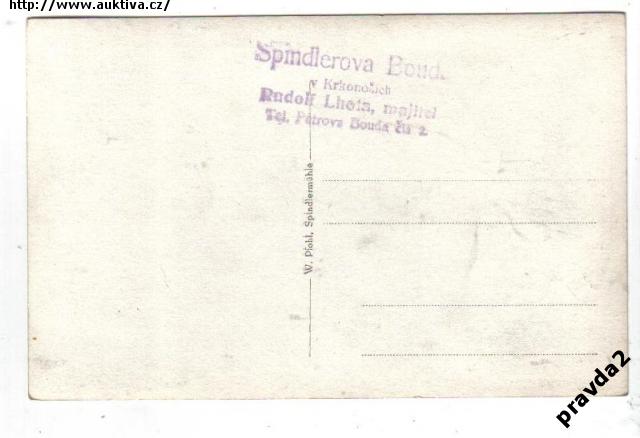 http://www.auktiva.cz/
Spindlerova Boud
v Krkonoších
Rudolf Lhota, majitel
Tel. Petrova Bouda čís 2
W. Pohl, Spindlermühle
pravda2